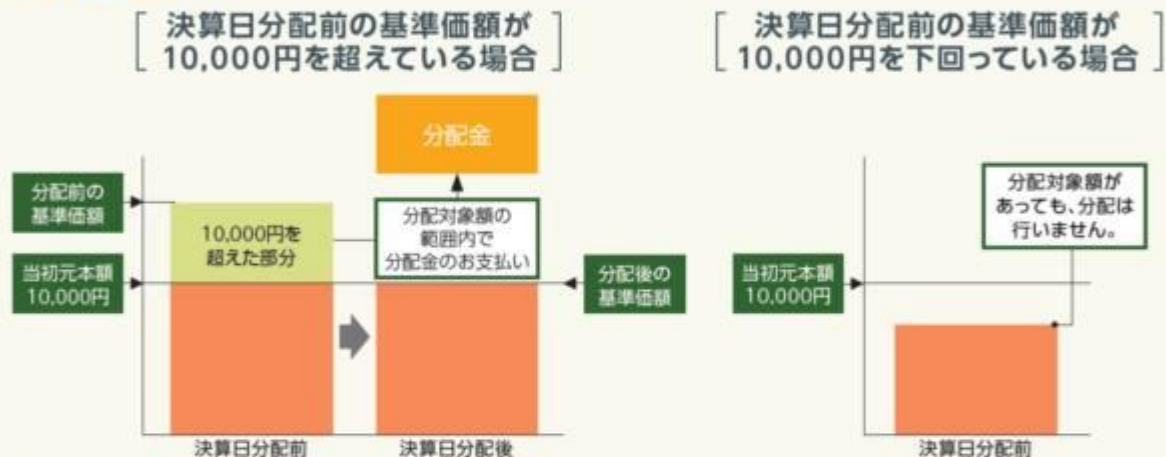 決算日分配前の基準価額が
10,000円を超えている場合
分配金
分配前の
基準価額
10,000円を
超えた部分
分配対象額の
範囲内で
分配金のお支払い
当初元本額
10,000円
分配後の
基準価額
決算日分配前
決算日分配後
決算日分配前の基準価額が
10,000円を下回っている場合
分配対象額が
あっても、分配は
行いません。
当初元本額
10,000円
決算日分配前